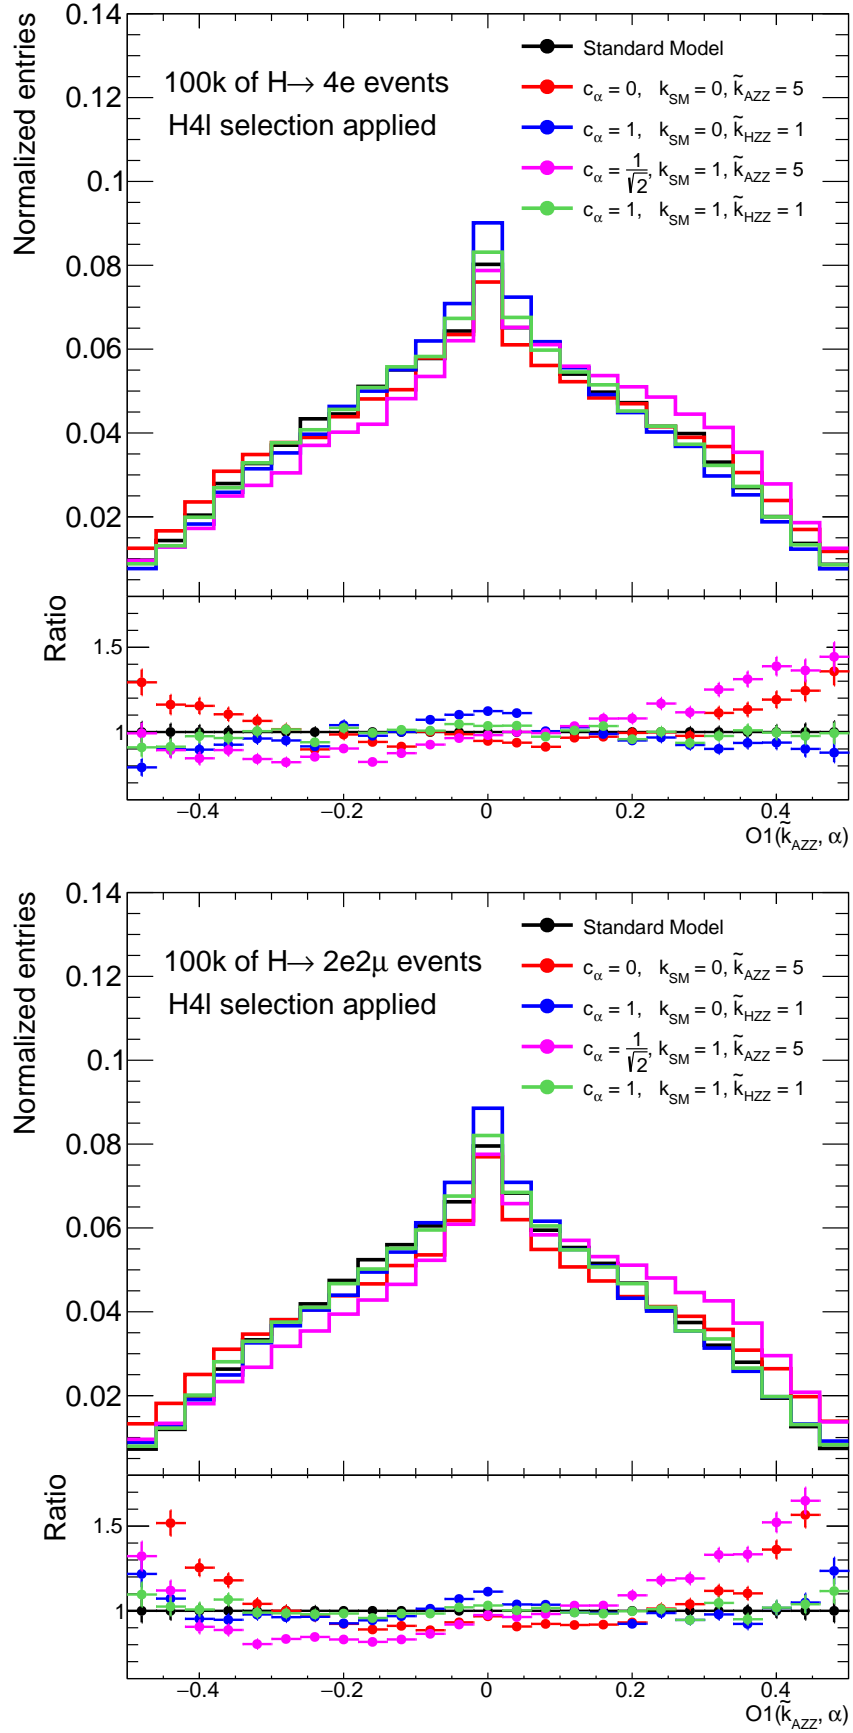 0.14
0.12
0.1
0.08
0.06
0.04
0.02
Normalized entries
100k of H→ 4e events
H4l selection applied
Standard Model
c_α = 0, k_SM = 0, k̃_AZZ = 5
c_α = 1, k_SM = 0, k̃_HZZ = 1
c_α = 1/√2, k_SM = 1, k̃_AZZ = 5
c_α = 1, k_SM = 1, k̃_HZZ = 1
Ratio
1.5
1
−0.4 −0.2 0 0.2 0.4
O1(k̃_AZZ, α)
0.14
0.12
0.1
0.08
0.06
0.04
0.02
Normalized entries
100k of H→ 2e2μ events
H4l selection applied
Standard Model
c_α = 0, k_SM = 0, k̃_AZZ = 5
c_α = 1, k_SM = 0, k̃_HZZ = 1
c_α = 1/√2, k_SM = 1, k̃_AZZ = 5
c_α = 1, k_SM = 1, k̃_HZZ = 1
Ratio
1.5
1
−0.4 −0.2 0 0.2 0.4
O1(k̃_AZZ, α)